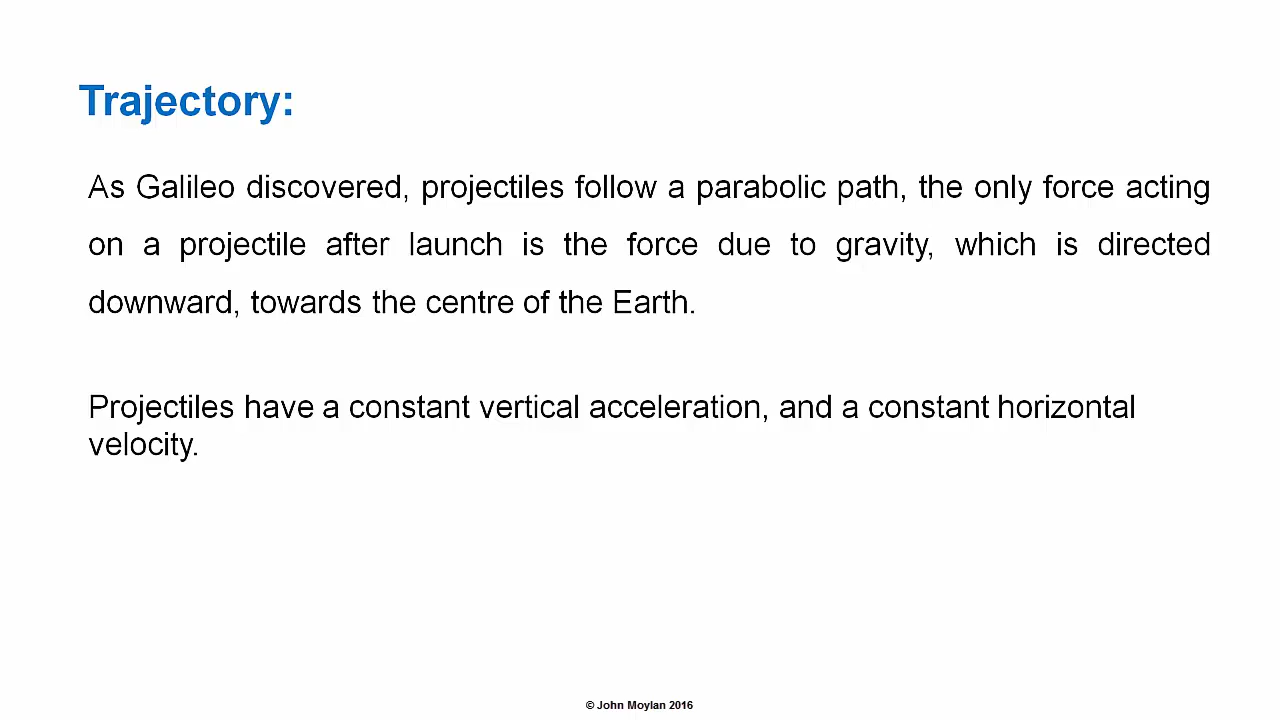 Trajectory:
As Galileo discovered, projectiles follow a parabolic path, the only force acting
on a projectile after launch is the force due to gravity, which is directed
downward, towards the centre of the Earth.
Projectiles have a constant vertical acceleration, and a constant horizontal
velocity.
© John Moylan 2016